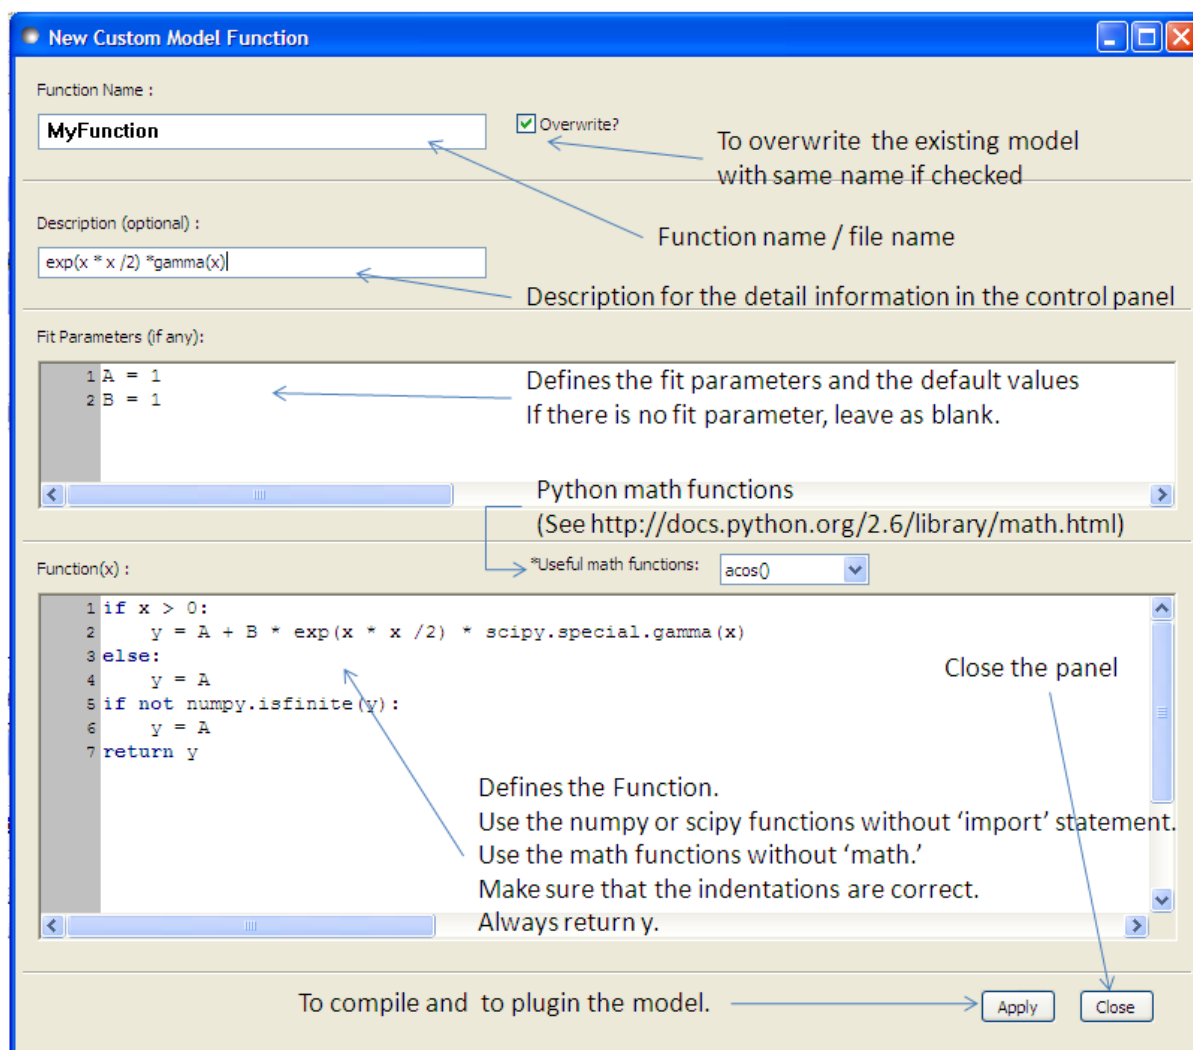 New Custom Model Function
Function Name :
MyFunction
Overwrite?
To overwrite the existing model
with same name if checked
Description (optional) :
Function name / file name
exp(x * x /2) *gamma(x)
Description for the detail information in the control panel
Fit Parameters (if any):
1 A = 1
2 B = 1
Defines the fit parameters and the default values
If there is no fit parameter, leave as blank.
Python math functions
(See http://docs.python.org/2.6/library/math.html)
Function(x) :
*Useful math functions:
acos()
1 if x > 0:
2     y = A + B * exp(x * x /2) * scipy.special.gamma(x)
3 else:
4     y = A
5 if not numpy.isfinite(y):
6     y = A
7 return y
Close the panel
Defines the Function.
Use the numpy or scipy functions without ‘import’ statement.
Use the math functions without ‘math.’
Make sure that the indentations are correct.
Always return y.
To compile and to plugin the model.
Apply
Close